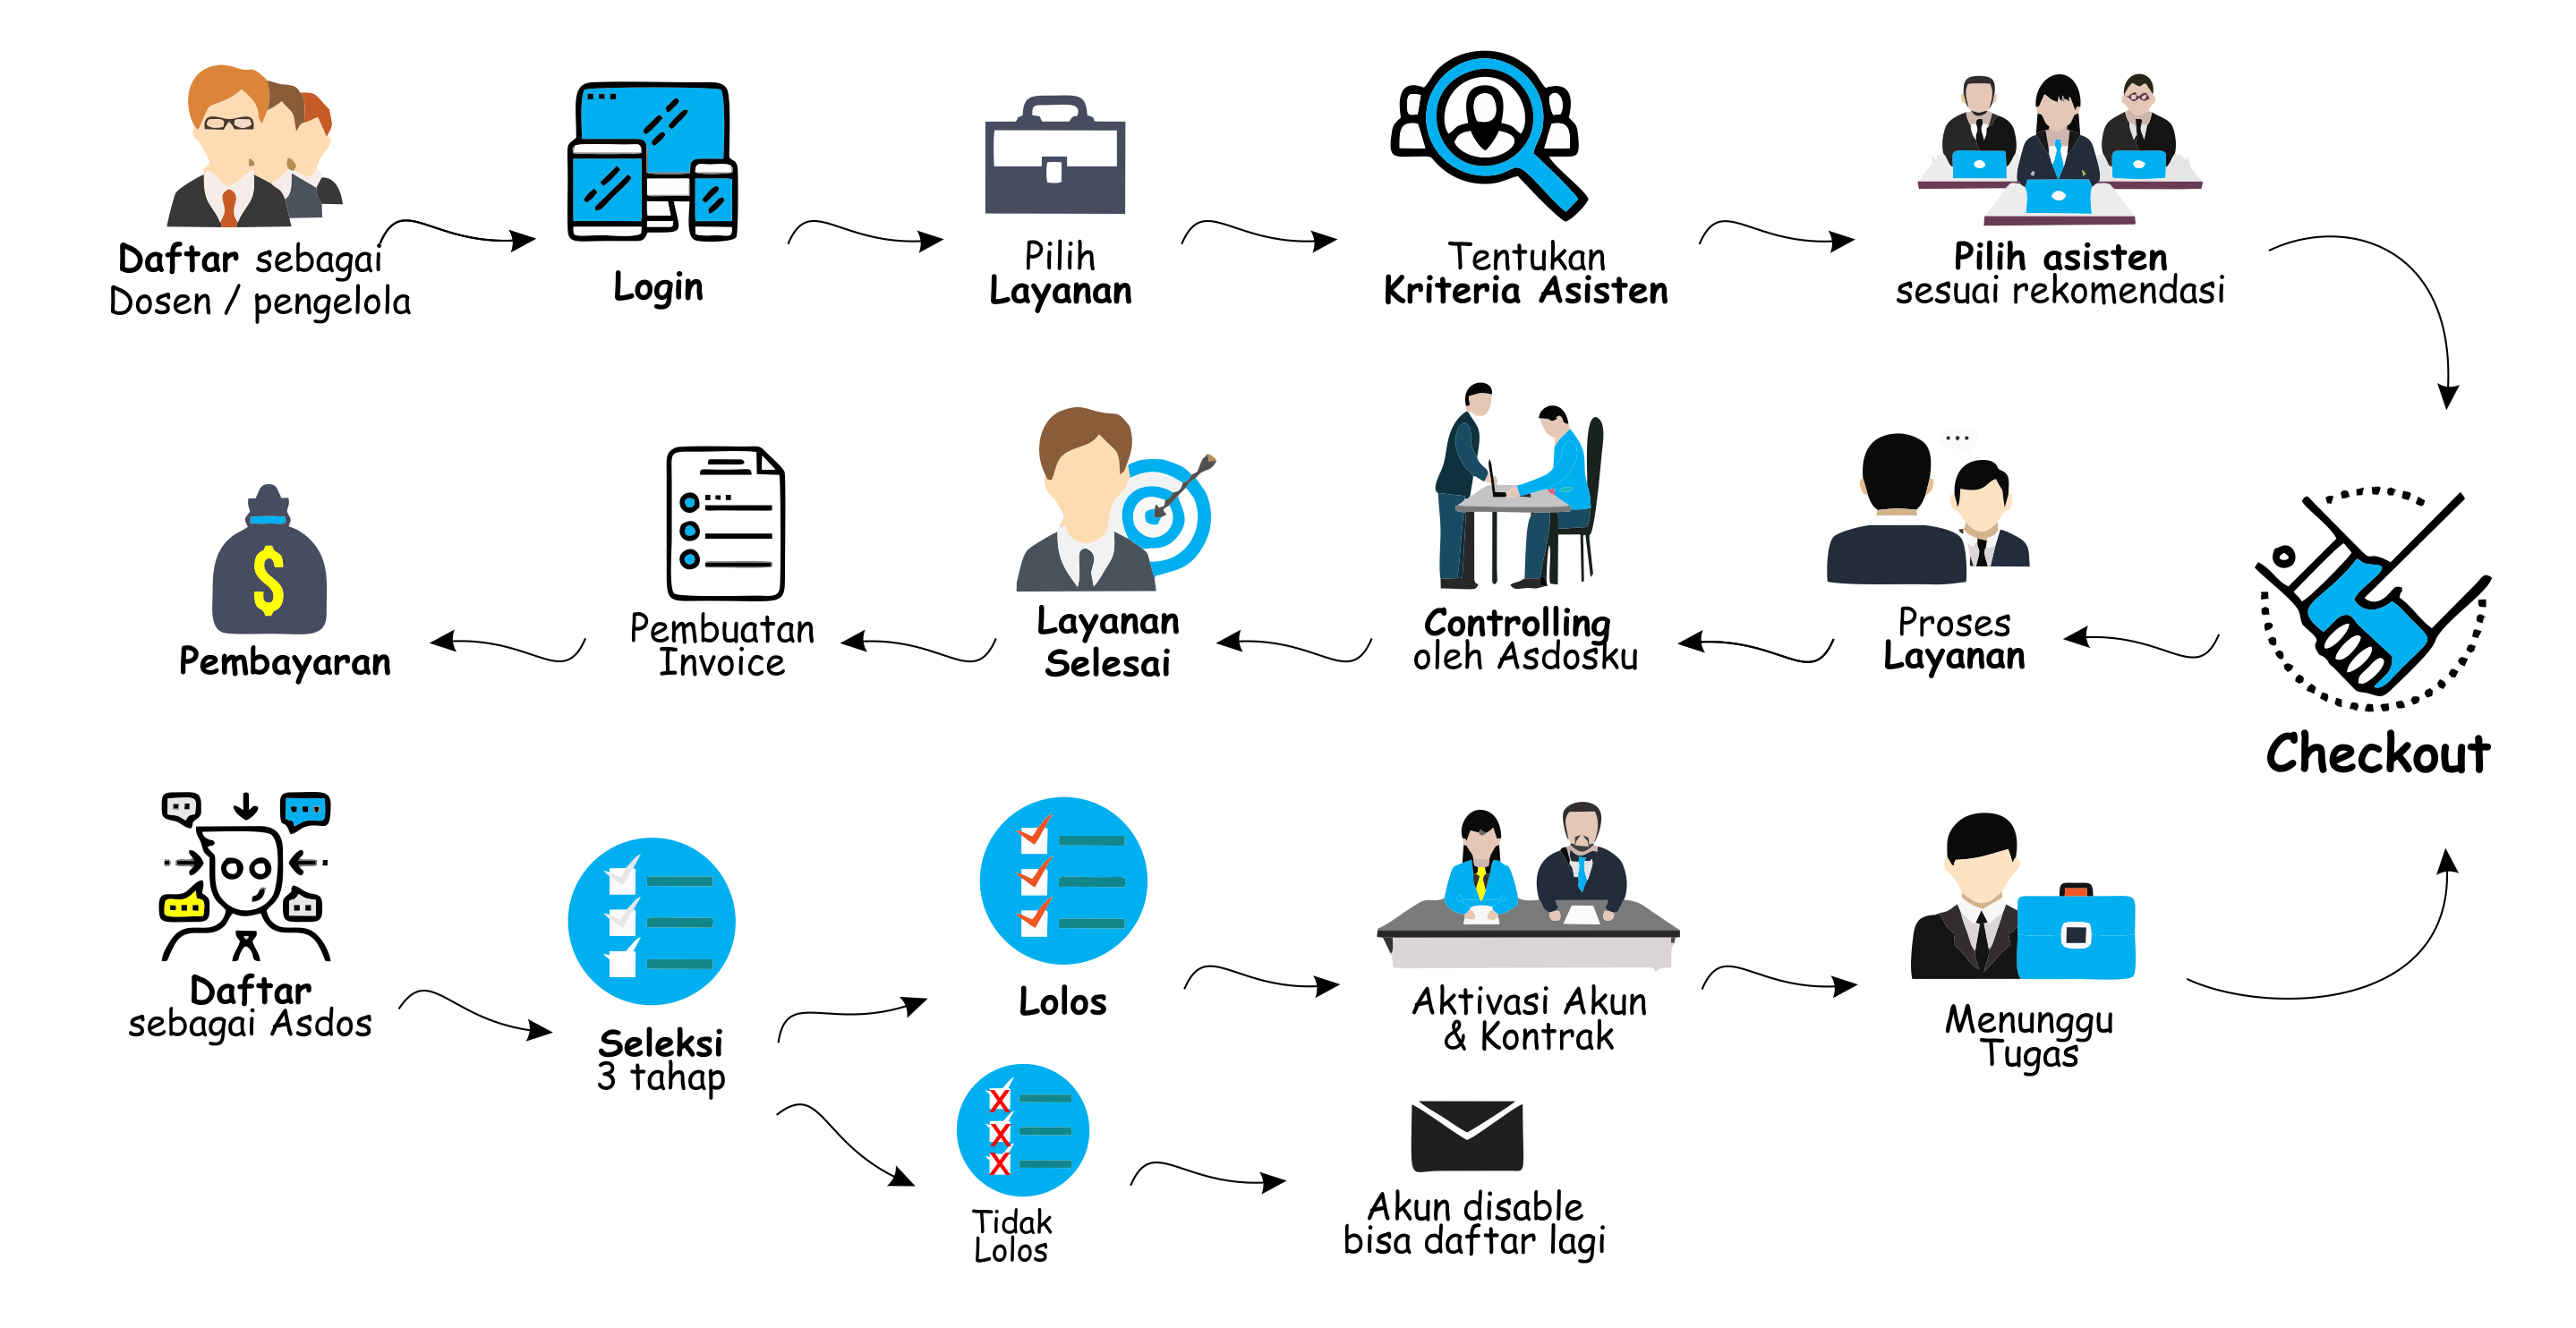 Daftar sebagai
Dosen / pengelola
Login
Pilih
Layanan
Tentukan
Kriteria Asisten
Pilih asisten
sesuai rekomendasi
Checkout
Proses
Layanan
Controlling
oleh Asdosku
Layanan
Selesai
Pembuatan
Invoice
$
Pembayaran
Daftar
sebagai Asdos
Seleksi
3 tahap
Lolos
Aktivasi Akun
& Kontrak
Menunggu
Tugas
Tidak
Lolos
Akun disable
bisa daftar lagi